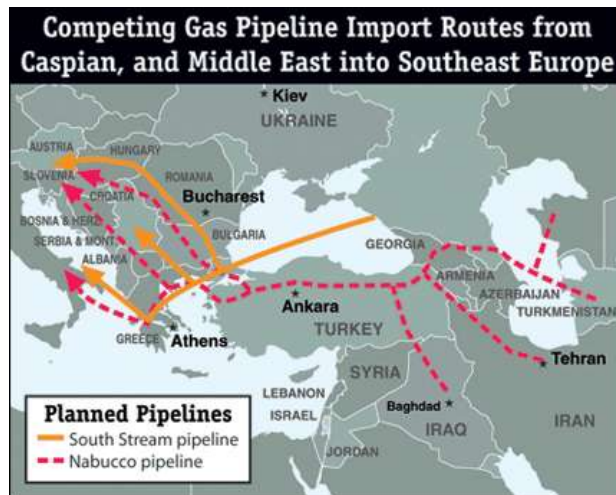 Competing Gas Pipeline Import Routes from
Caspian, and Middle East into Southeast Europe
Kiev
UKRAINE
AUSTRIA
HUNGARY
SLOVENIA
ROMANIA
CROATIA
Bucharest
BOSNIA & HERZ.
SERBIA & MONT.
BULGARIA
ALBANIA
GEORGIA
ARMENIA
AZERBAIJAN
TURKMENISTAN
Ankara
TURKEY
GREECE
Athens
Tehran
SYRIA
LEBANON
ISRAEL
Baghdad
IRAQ
IRAN
JORDAN
Planned Pipelines
South Stream pipeline
Nabucco pipeline